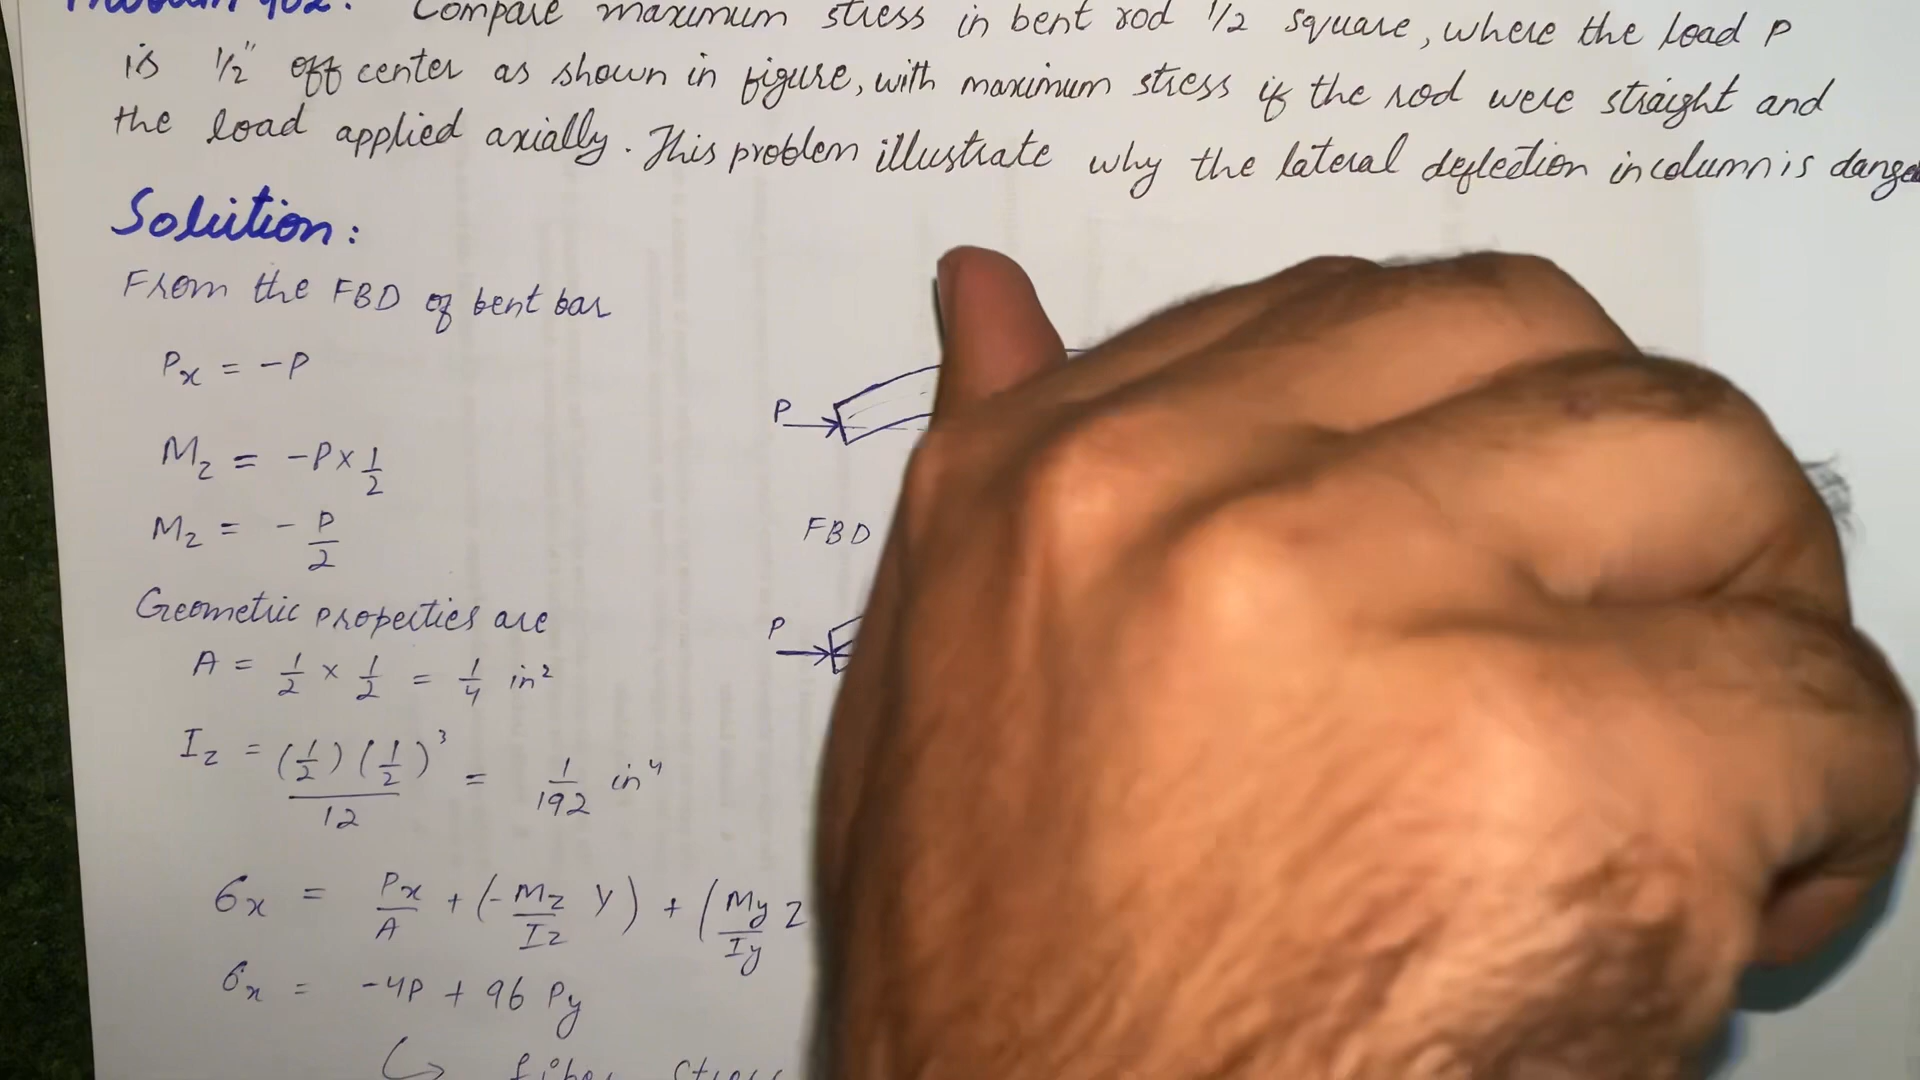 Problem 902: Compare maximum stress in bent rod 1/2 square, where the load P
is 1/2" off center as shown in figure, with maximum stress if the rod were straight and
the load applied axially. This problem illustrate why the lateral deflection in column is
Solution:
From the FBD of bent bar
Px = -P
Mz = -P × 1/2
Mz = - P/2
Geometric properties are
A = 1/2 × 1/2 = 1/4 in²
Iz = (1/2)(1/2)³/12 = 1/192 in⁴
σx = Px/A + (- Mz/Iz y) + (My/Iy z
σx = -4P + 96 Py
P
FBD
P